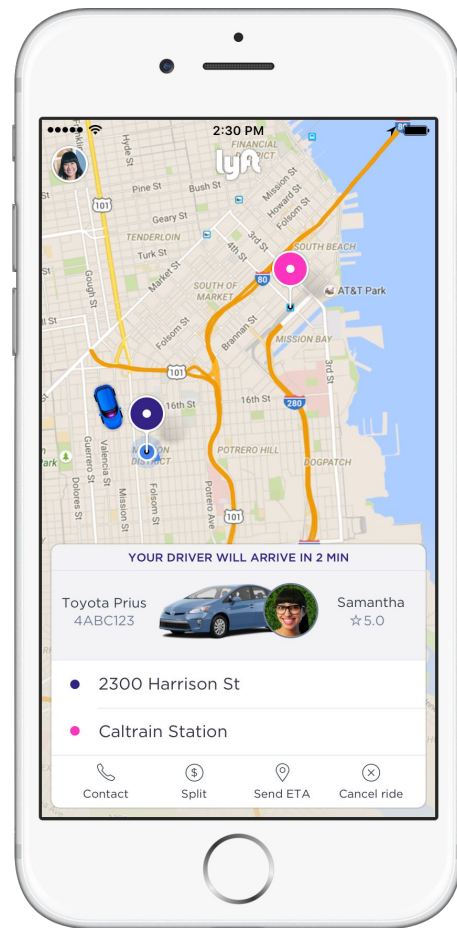 2:30 PM
80
lyft
FINANCIAL
Hyde St
Pine St
Bush St
Mission St
Howard St
Folsom St
101
Geary St
TENDERLOIN
Turk St
3rd St
4th St
SOUTH BEACH
Gough St
Market St
SOUTH OF
MARKET
80
AT&T Park
Folsom St
Brannan St
MISSION BAY
101
3rd St
16th St
16th St
280
Guerrero St
Valencia St
DISTRICT
POTRERO HILL
DOGPATCH
Dolores St
Mission St
Folsom St
Potrero Ave
101
YOUR DRIVER WILL ARRIVE IN 2 MIN
Toyota Prius
4ABC123
Samantha
☆5.0
2300 Harrison St
Caltrain Station
Contact
Split
Send ETA
Cancel ride